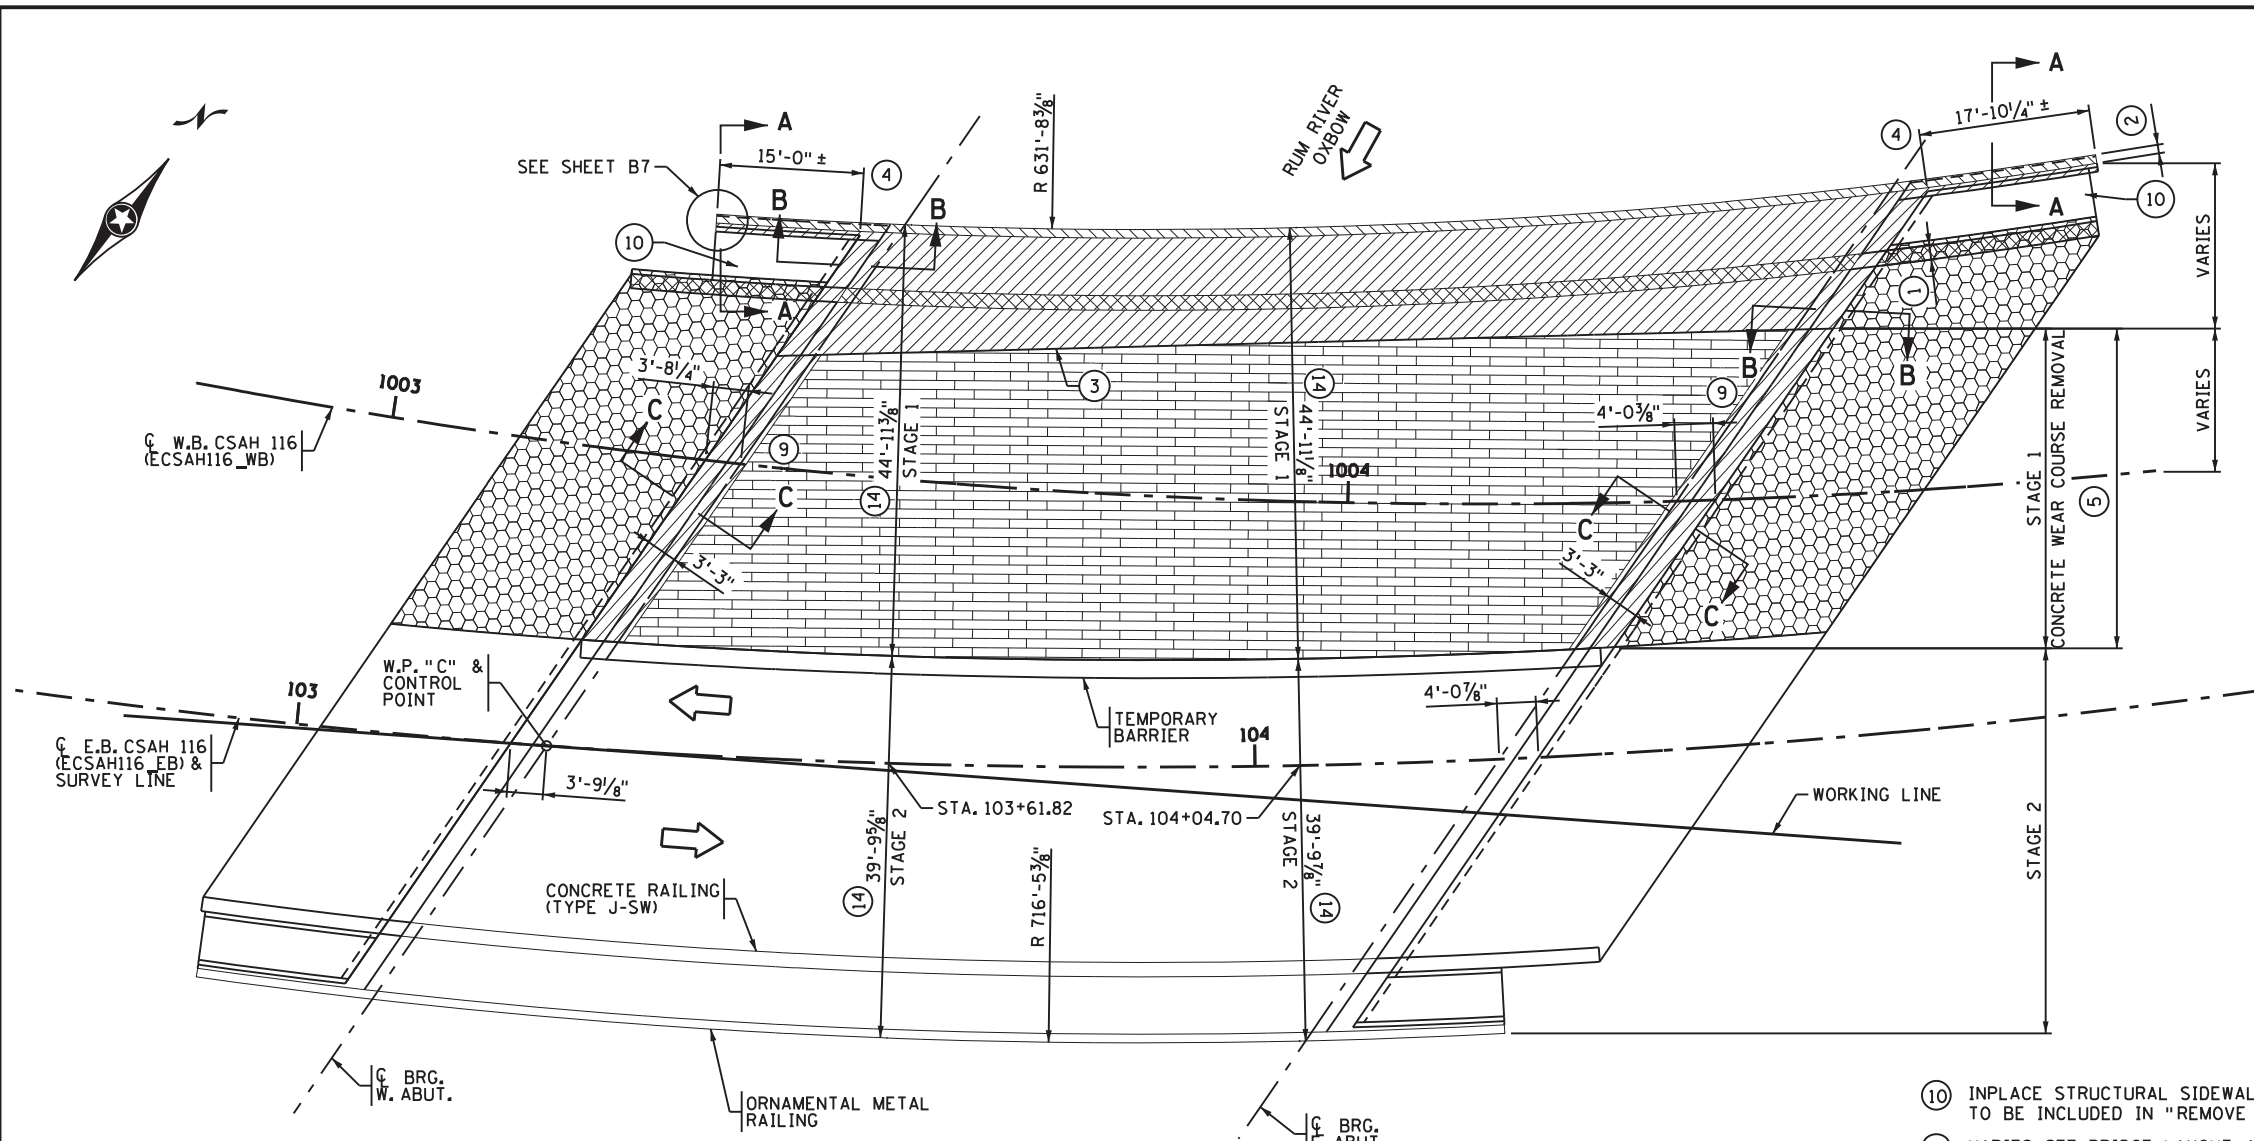 A
A
17'-10¼" ±
2
4
SEE SHEET B7
15'-0" ±
4
R 631'-8⅜"
RUM RIVER
OXBOW
B
B
10
A
A
10
VARIES
1
3'-8¼"
3
14
1003
C
9
44'-11⅜"
STAGE 1
14
C
STAGE 1
44'-11⅛"
1004
4'-0⅜"
9
B
B
VARIES
STAGE 1
CONCRETE WEAR COURSE REMOVAL
5
℄ W.B. CSAH 116
(ECSAH116_WB)
3'-3"
C
3'-3"
C
W.P. "C" &
CONTROL
POINT
103
℄ E.B. CSAH 116
(ECSAH116_EB) &
SURVEY LINE
TEMPORARY
BARRIER
104
4'-0⅞"
3'-9⅛"
STA. 103+61.82
STA. 104+04.70
WORKING LINE
39'-9⅝"
STAGE 2
14
STAGE 2
39'-9⅞"
14
STAGE 2
R 716'-5¾"
CONCRETE RAILING
(TYPE J-SW)
℄ BRG.
W. ABUT.
ORNAMENTAL METAL
RAILING
℄ BRG.
10 INPLACE STRUCTURAL SIDEWAL
TO BE INCLUDED IN "REMOVE